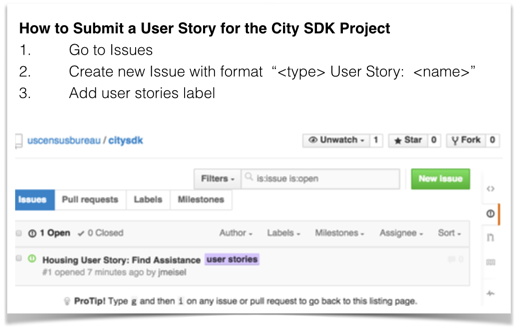 How to Submit a User Story for the City SDK Project
1. Go to Issues
2. Create new Issue with format “<type> User Story: <name>”
3. Add user stories label
uscensusbureau / citysdk
Unwatch 1 Star 0 Fork 0
Filters is:issue is:open New issue
Issues Pull requests Labels Milestones
1 Open 0 Closed Author Labels Milestones Assignee Sort
Housing User Story: Find Assistance user stories
#1 opened 7 minutes ago by jmeisel
ProTip! Type g and then i on any issue or pull request to go back to this listing page.